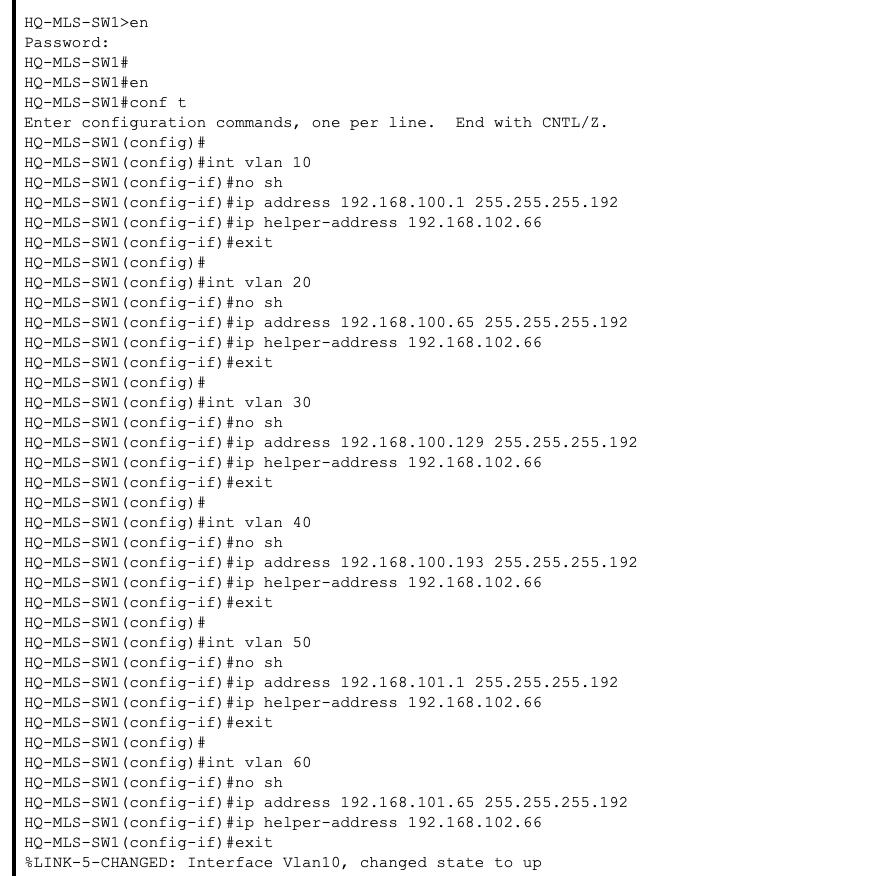 HQ-MLS-SW1>en
Password:
HQ-MLS-SW1#
HQ-MLS-SW1#en
HQ-MLS-SW1#conf t
Enter configuration commands, one per line.  End with CNTL/Z.
HQ-MLS-SW1(config)#
HQ-MLS-SW1(config)#int vlan 10
HQ-MLS-SW1(config-if)#no sh
HQ-MLS-SW1(config-if)#ip address 192.168.100.1 255.255.255.192
HQ-MLS-SW1(config-if)#ip helper-address 192.168.102.66
HQ-MLS-SW1(config-if)#exit
HQ-MLS-SW1(config)#
HQ-MLS-SW1(config)#int vlan 20
HQ-MLS-SW1(config-if)#no sh
HQ-MLS-SW1(config-if)#ip address 192.168.100.65 255.255.255.192
HQ-MLS-SW1(config-if)#ip helper-address 192.168.102.66
HQ-MLS-SW1(config-if)#exit
HQ-MLS-SW1(config)#
HQ-MLS-SW1(config)#int vlan 30
HQ-MLS-SW1(config-if)#no sh
HQ-MLS-SW1(config-if)#ip address 192.168.100.129 255.255.255.192
HQ-MLS-SW1(config-if)#ip helper-address 192.168.102.66
HQ-MLS-SW1(config-if)#exit
HQ-MLS-SW1(config)#
HQ-MLS-SW1(config)#int vlan 40
HQ-MLS-SW1(config-if)#no sh
HQ-MLS-SW1(config-if)#ip address 192.168.100.193 255.255.255.192
HQ-MLS-SW1(config-if)#ip helper-address 192.168.102.66
HQ-MLS-SW1(config-if)#exit
HQ-MLS-SW1(config)#
HQ-MLS-SW1(config)#int vlan 50
HQ-MLS-SW1(config-if)#no sh
HQ-MLS-SW1(config-if)#ip address 192.168.101.1 255.255.255.192
HQ-MLS-SW1(config-if)#ip helper-address 192.168.102.66
HQ-MLS-SW1(config-if)#exit
HQ-MLS-SW1(config)#
HQ-MLS-SW1(config)#int vlan 60
HQ-MLS-SW1(config-if)#no sh
HQ-MLS-SW1(config-if)#ip address 192.168.101.65 255.255.255.192
HQ-MLS-SW1(config-if)#ip helper-address 192.168.102.66
HQ-MLS-SW1(config-if)#exit
%LINK-5-CHANGED: Interface Vlan10, changed state to up